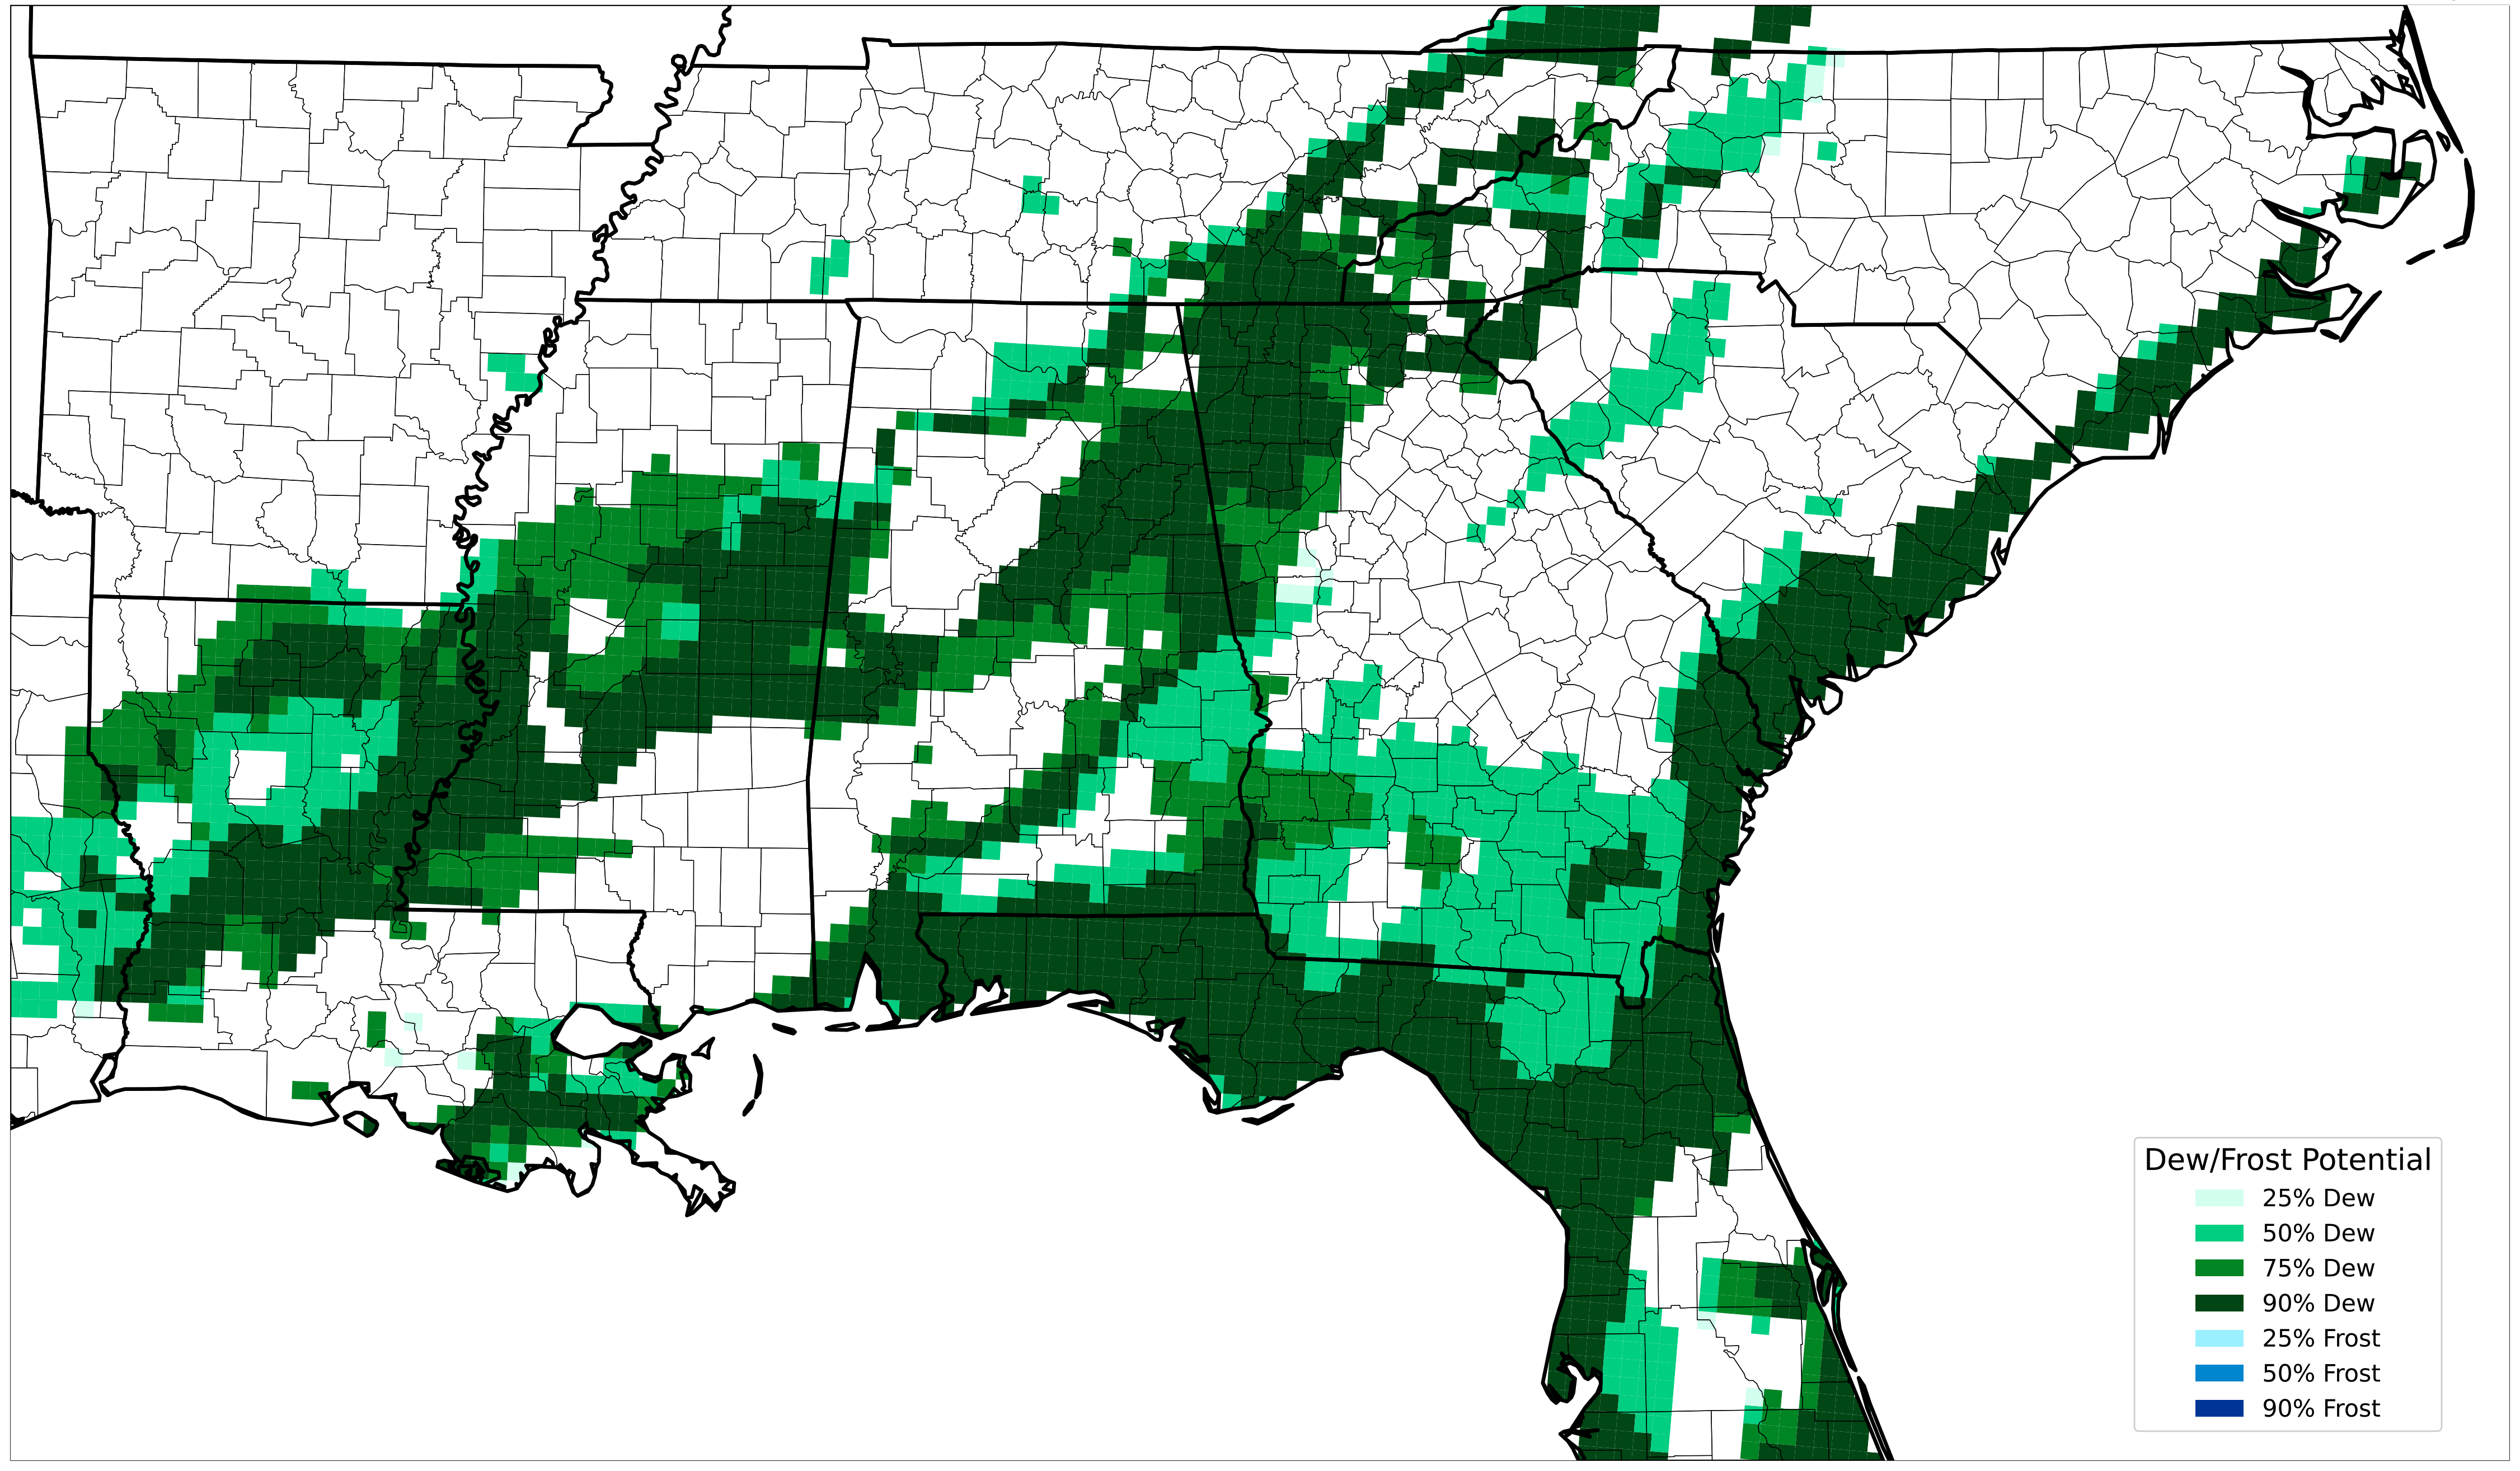 Dew/Frost Potential
25% Dew
50% Dew
75% Dew
90% Dew
25% Frost
50% Frost
90% Frost